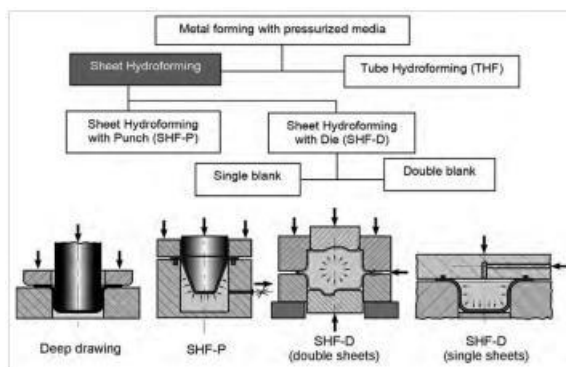 Metal forming with pressurized media
Sheet Hydroforming
Tube Hydroforming (THF)
Sheet Hydroforming
with Punch (SHF-P)
Sheet Hydroforming
with Die (SHF-D)
Single blank
Double blank
Deep drawing
SHF-P
SHF-D
(double sheets)
SHF-D
(single sheets)